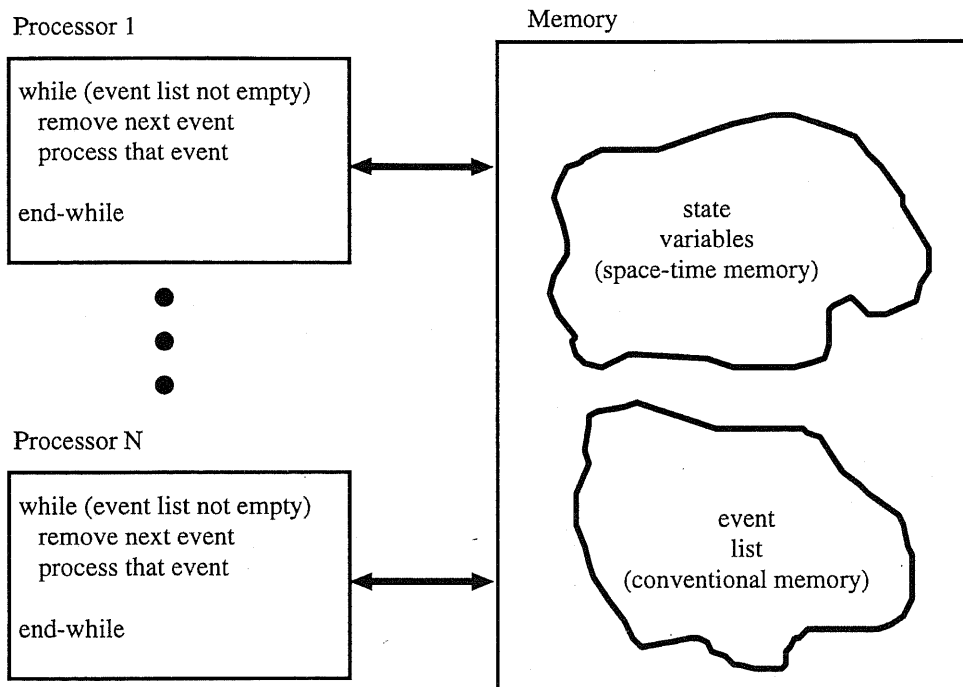 Processor 1
while (event list not empty)
remove next event
process that event
end-while
Processor N
while (event list not empty)
remove next event
process that event
end-while
Memory
state
variables
(space-time memory)
event
list
(conventional memory)